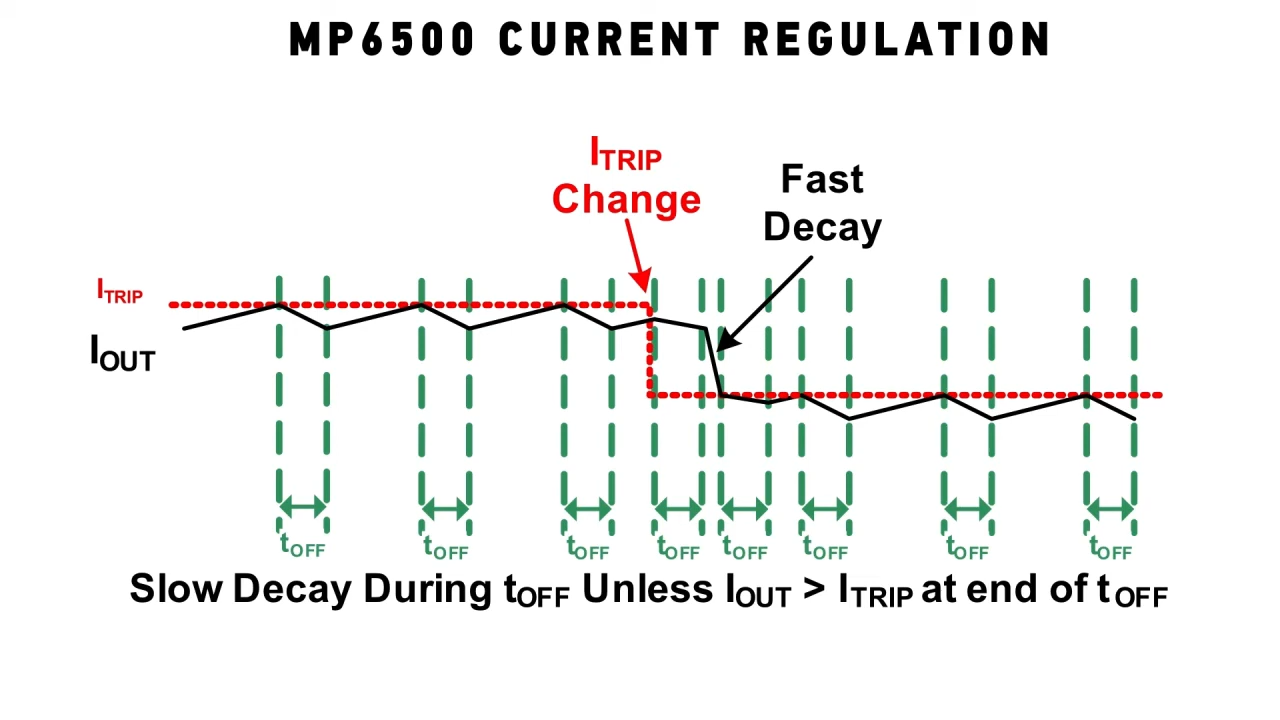 MP6500 CURRENT REGULATION
ITRIP
Change
Fast
Decay
ITRIP
IOUT
tOFF tOFF tOFF tOFF tOFF tOFF tOFF tOFF
Slow Decay During tOFF Unless IOUT > ITRIP at end of tOFF